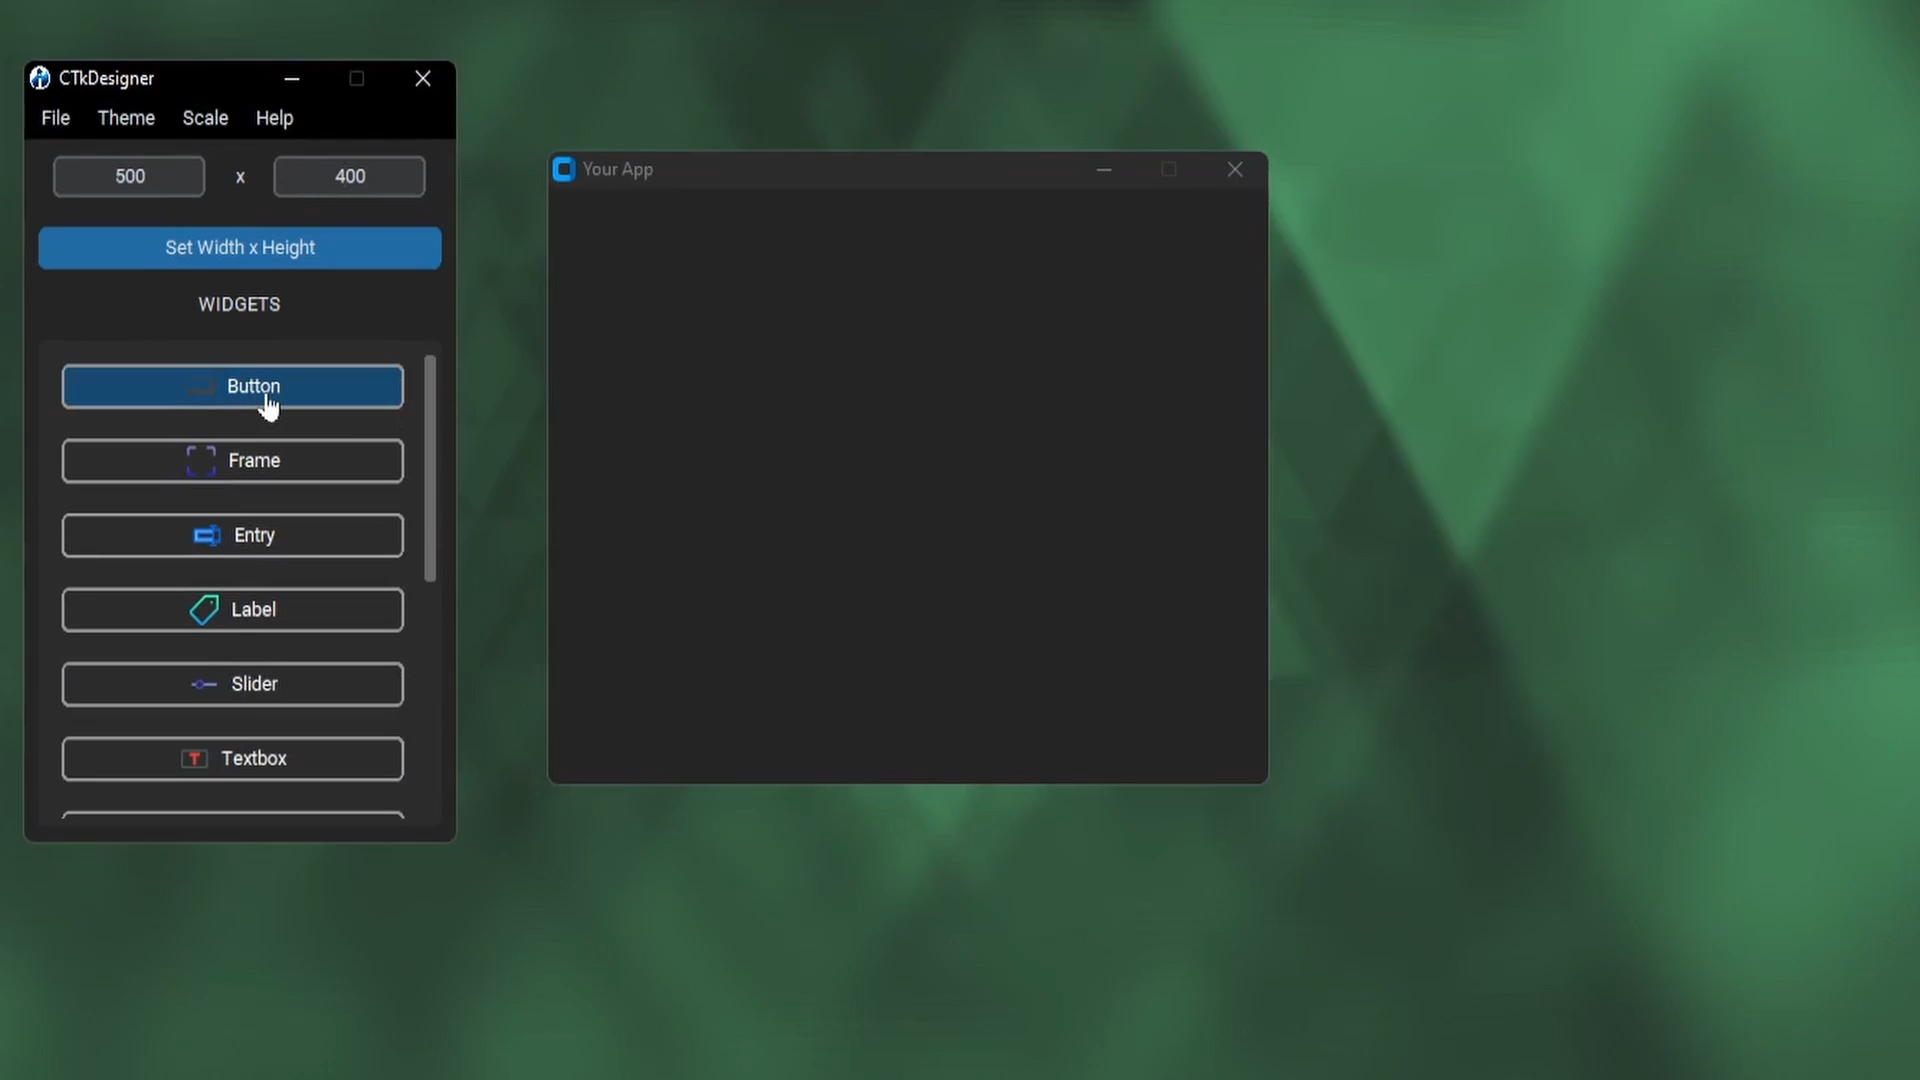 CTkDesigner
File Theme Scale Help
500 x 400
Set Width x Height
WIDGETS
Button
Frame
Entry
Label
Slider
T Textbox
Your App